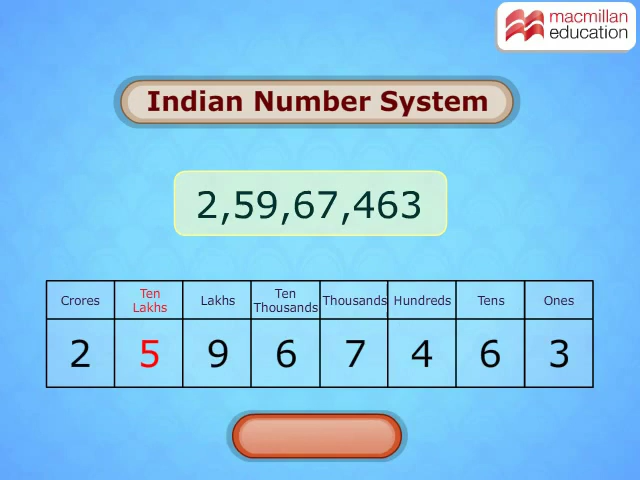 macmillan
education
Indian Number System
2,59,67,463
Crores Ten Lakhs Lakhs Ten Thousands Thousands Hundreds Tens Ones
2 5 9 6 7 4 6 3